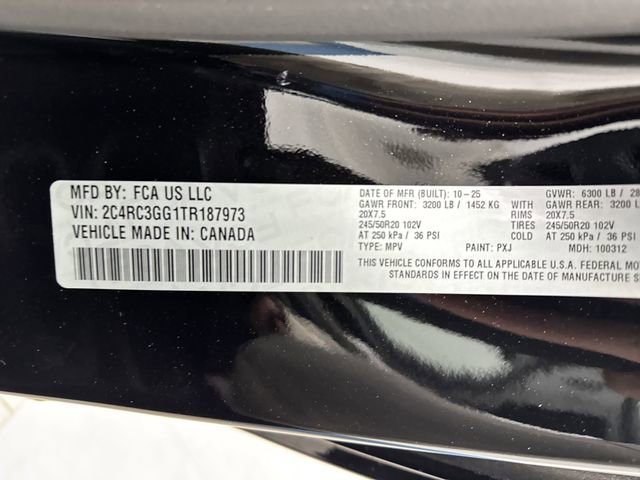 MFD BY: FCA US LLC
VIN: 2C4RC3GG1TR187973
VEHICLE MADE IN: CANADA
DATE OF MFR (BUILT): 10-25 GVWR: 6300 LB / 28
GAWR FRONT: 3200 LB / 1452 KG WITH GAWR REAR: 3200
20X7.5 RIMS 20X7.5
245/50R20 102V TIRES 245/50R20 102V
AT 250 kPa / 36 PSI COLD AT 250 kPa / 36 PSI
TYPE: MPV PAINT: PXJ MDH: 100312
THIS VEHICLE CONFORMS TO ALL APPLICABLE U.S.A. FEDERAL MOT
STANDARDS IN EFFECT ON THE DATE OF MANUFACTURE S